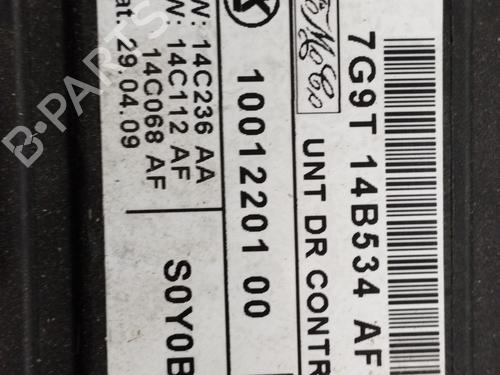 7G9T 14B534 AF
UNT DR CONTR
K
10012201 00
W: 14C236 AA
W: 14C112 AF
14C068 AF
at. 29.04.09
S0Y0B
B-PARTS